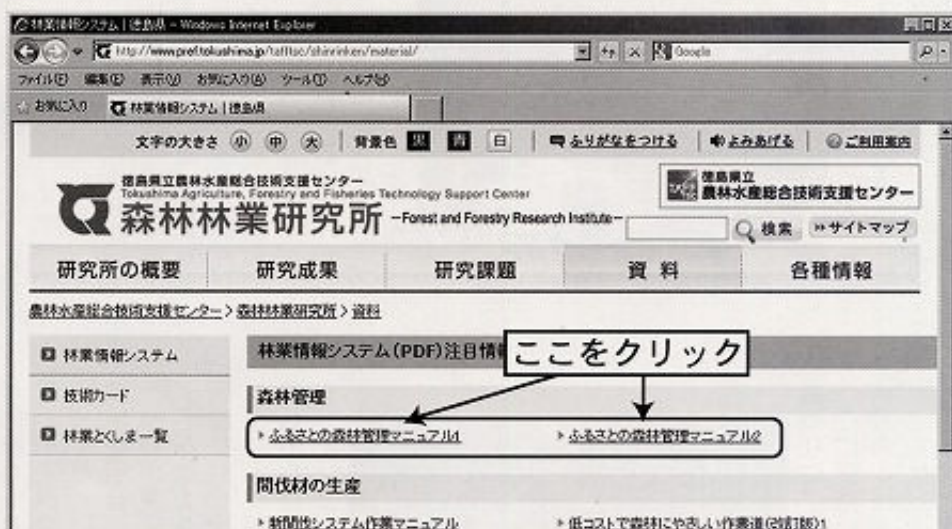 林業情報システム | 徳島県 - Windows Internet Explorer
http://www.pref.tokushima.jp/tafftsc/shinrinken/material/
Google
ファイル(F) 編集(E) 表示(V) お気に入り(A) ツール(T) ヘルプ(H)
お気に入り 林業情報システム | 徳島県
文字の大きさ 小 中 大 背景色 黒 青 白 ふりがなをつける よみあげる ご利用案内
徳島県立農林水産総合技術支援センター
Tokushima Agriculture, Forestry and Fisheries Technology Support Center
森林林業研究所 -Forest and Forestry Research Institute-
徳島県立
農林水産総合技術支援センター
検索 サイトマップ
研究所の概要 研究成果 研究課題 資料 各種情報
農林水産総合技術支援センター > 森林林業研究所 > 資料
林業情報システム
技術カード
林業とくしま一覧
林業情報システム(PDF)注目情
ここをクリック
森林管理
ふるさとの森林管理マニュアル1 ふるさとの森林管理マニュアル2
間伐材の生産
新間伐システム作業マニュアル 低コストで森林にやさしい作業道(改訂版)1